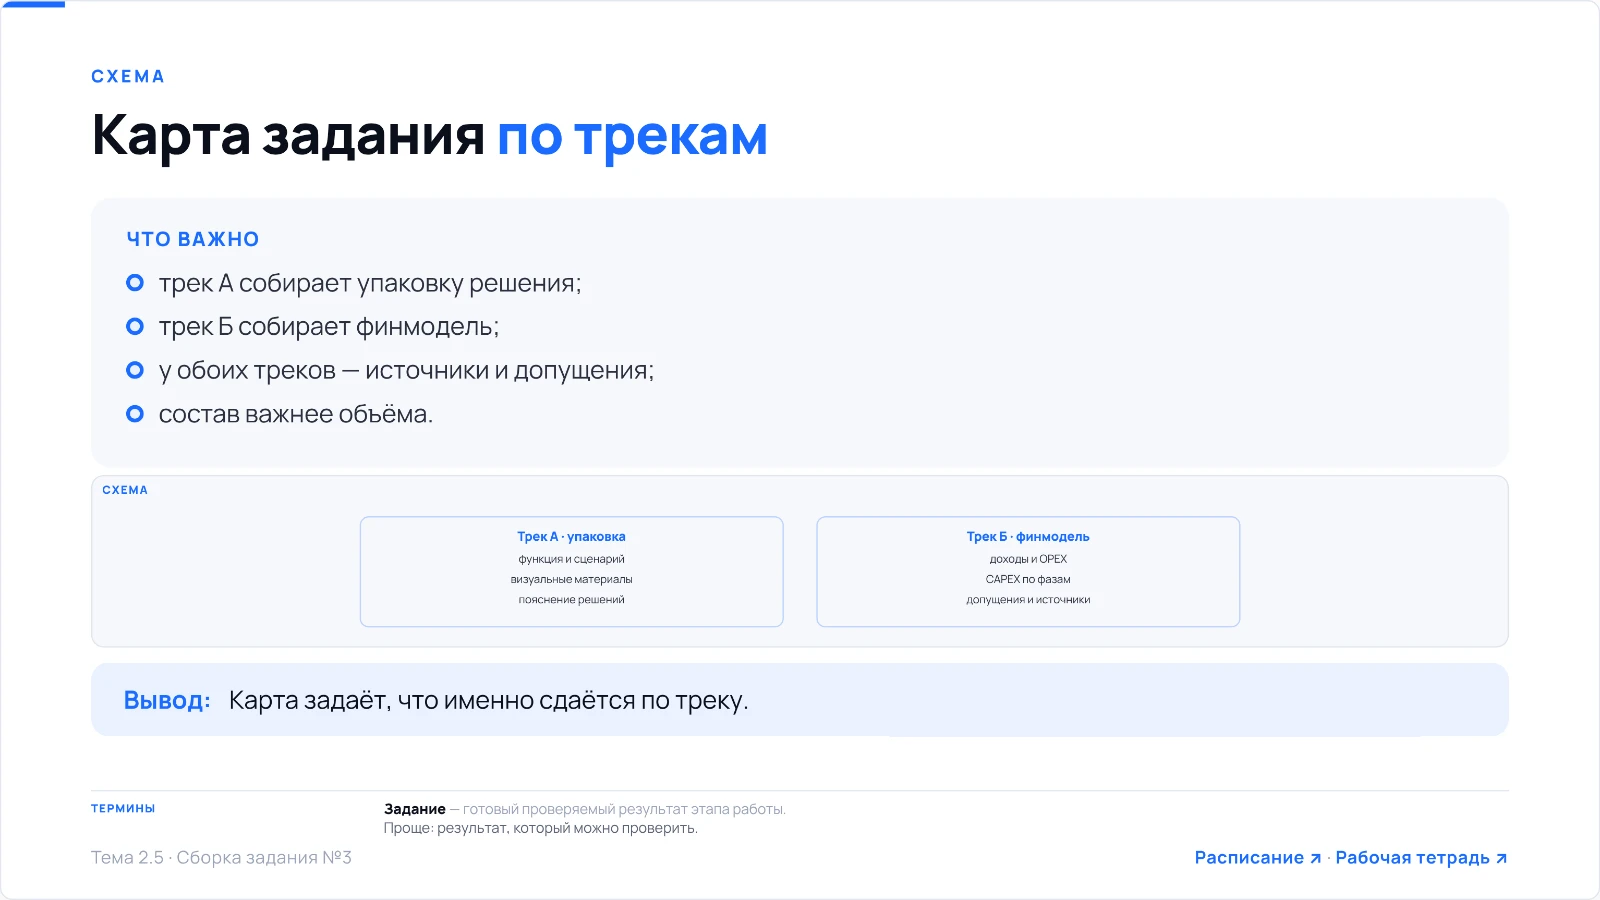 СХЕМА
Карта задания по трекам
ЧТО ВАЖНО
трек А собирает упаковку решения;
трек Б собирает финмодель;
у обоих треков — источники и допущения;
состав важнее объёма.
СХЕМА
Трек А · упаковка
функция и сценарий
визуальные материалы
пояснение решений
Трек Б · финмодель
доходы и OPEX
CAPEX по фазам
допущения и источники
Вывод: Карта задаёт, что именно сдаётся по треку.
ТЕРМИНЫ
Задание — готовый проверяемый результат этапа работы.
Проще: результат, который можно проверить.
Тема 2.5 · Сборка задания №3
Расписание ↗ · Рабочая тетрадь ↗